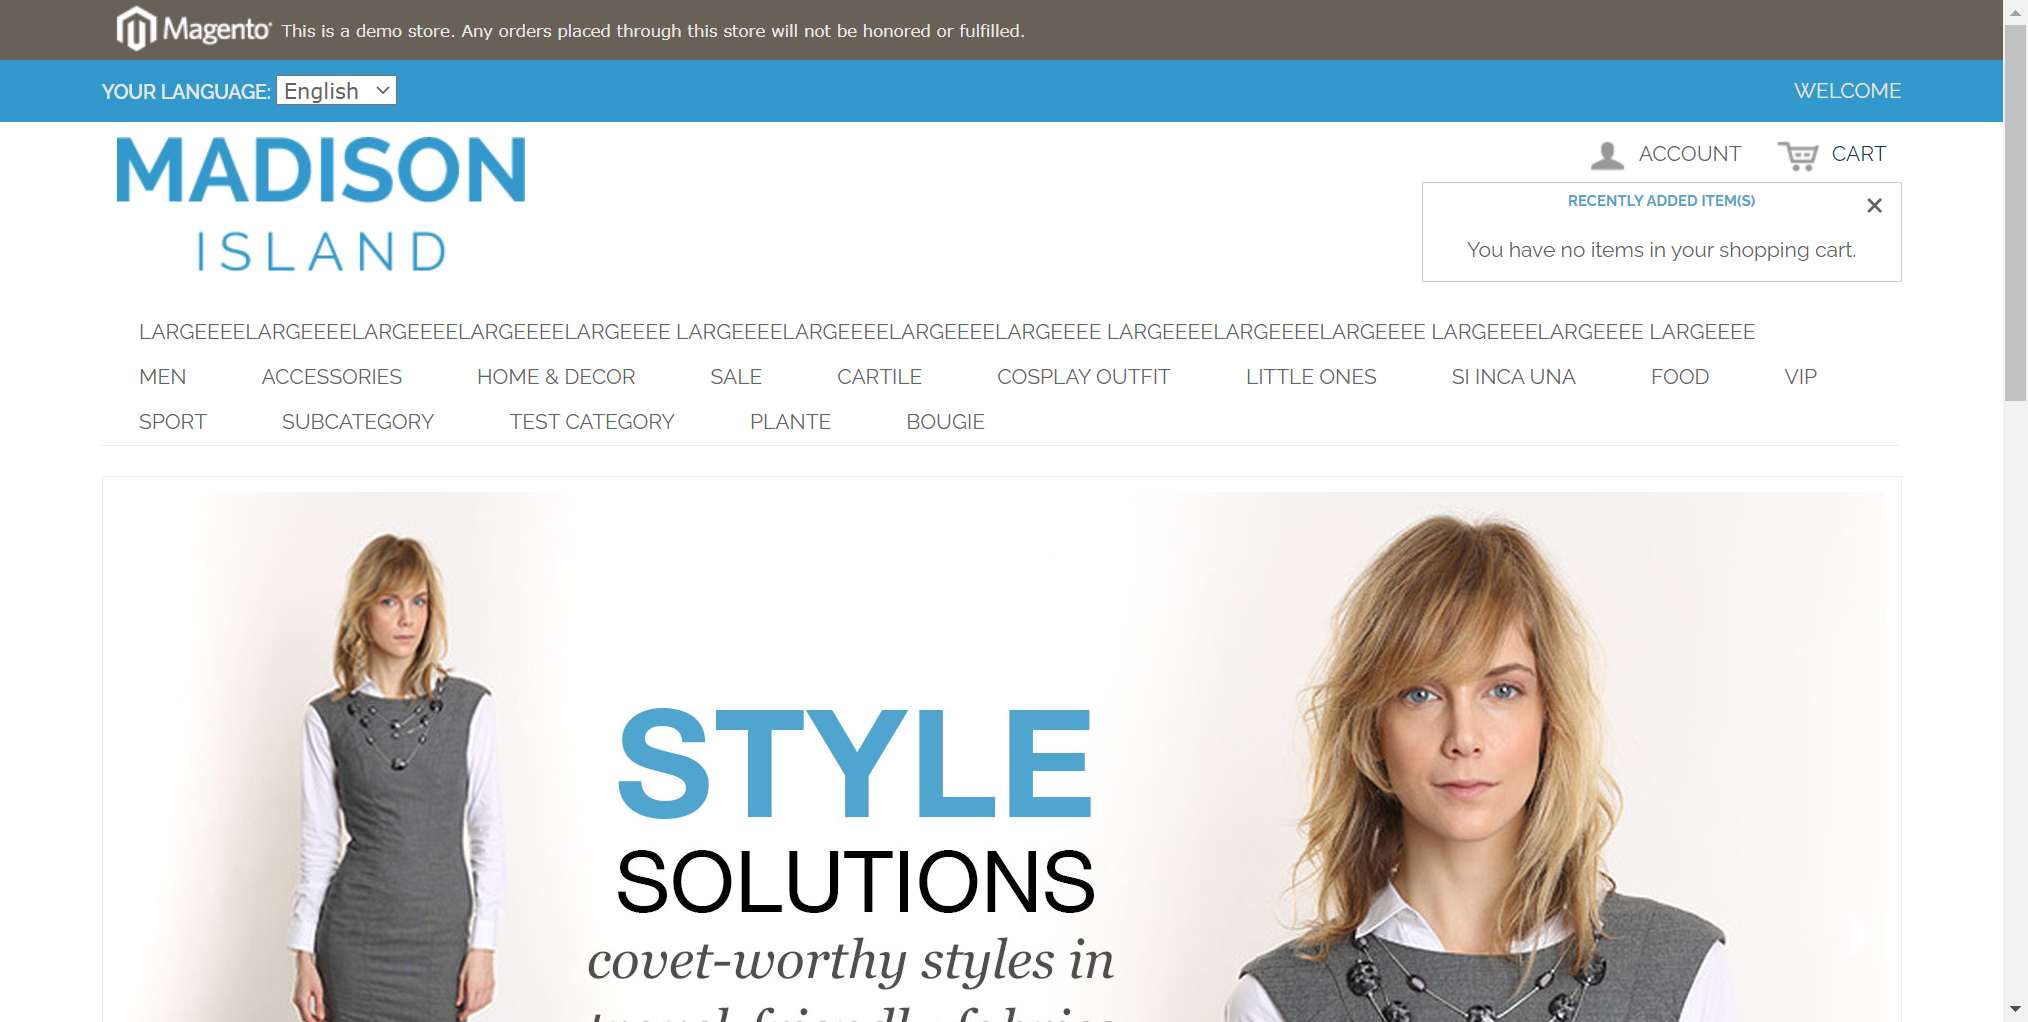 Magento This is a demo store. Any orders placed through this store will not be honored or fulfilled.
YOUR LANGUAGE: English WELCOME
MADISON
ISLAND
ACCOUNT CART
RECENTLY ADDED ITEM(S)
You have no items in your shopping cart.
LARGEEEELARGEEEELARGEEEELARGEEEELARGEEEE LARGEEEELARGEEEELARGEEEELARGEEEE LARGEEEELARGEEEELARGEEEE LARGEEEELARGEEEE LARGEEEE
MEN ACCESSORIES HOME & DECOR SALE CARTILE COSPLAY OUTFIT LITTLE ONES SI INCA UNA FOOD VIP
SPORT SUBCATEGORY TEST CATEGORY PLANTE BOUGIE
STYLE
SOLUTIONS
covet-worthy styles in